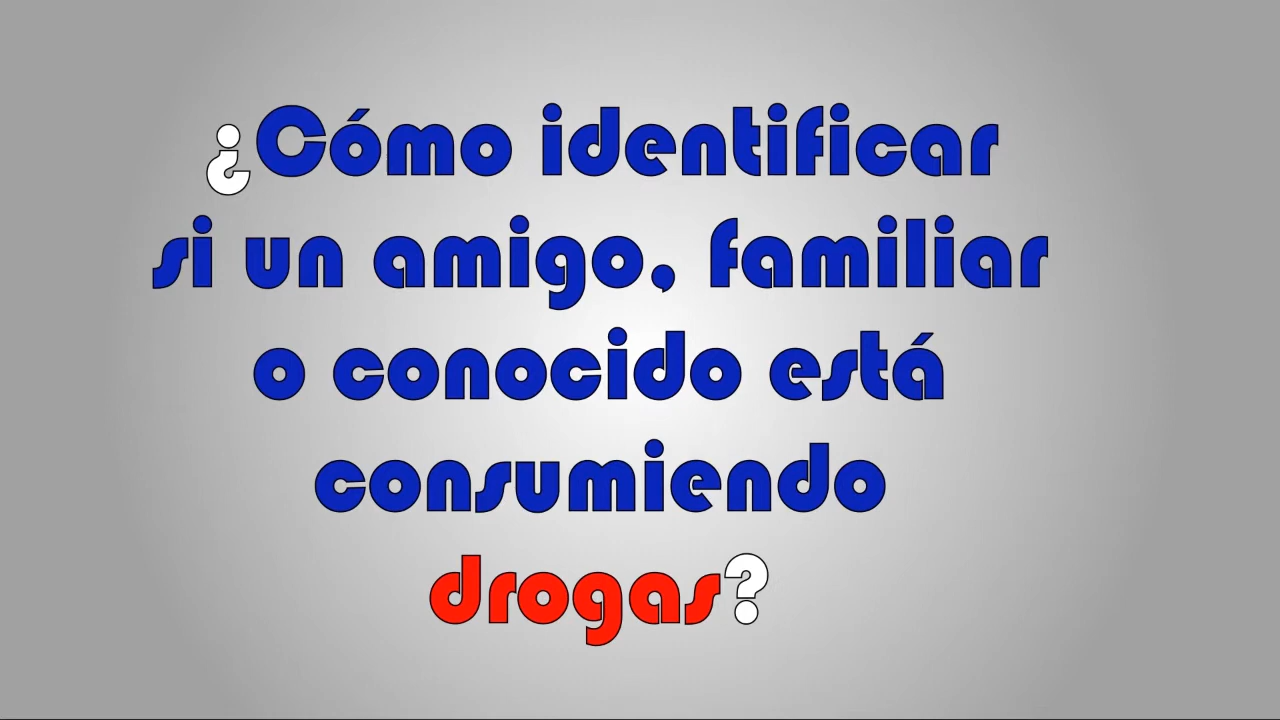 ¿Cómo identificar
si un amigo, familiar
o conocido está
consumiendo
drogas?